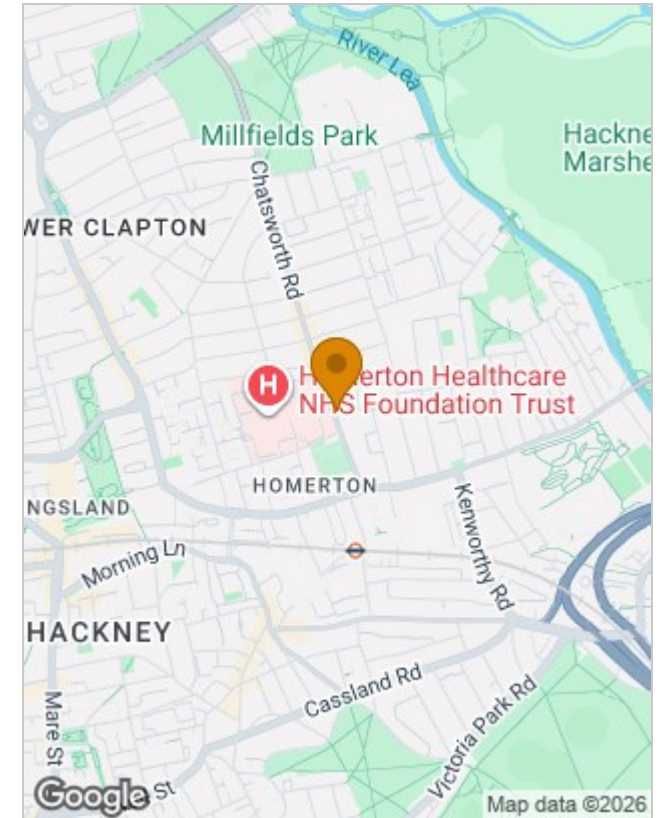 River Lea
Millfields Park
Hackne
Marshe
Chatsworth Rd
WER CLAPTON
H
Homerton Healthcare
NHS Foundation Trust
HOMERTON
NGSLAND
Kenworthy Rd
Morning Ln
HACKNEY
Cassland Rd
Mare St
Victoria Park Rd
St
Google
Map data ©2026